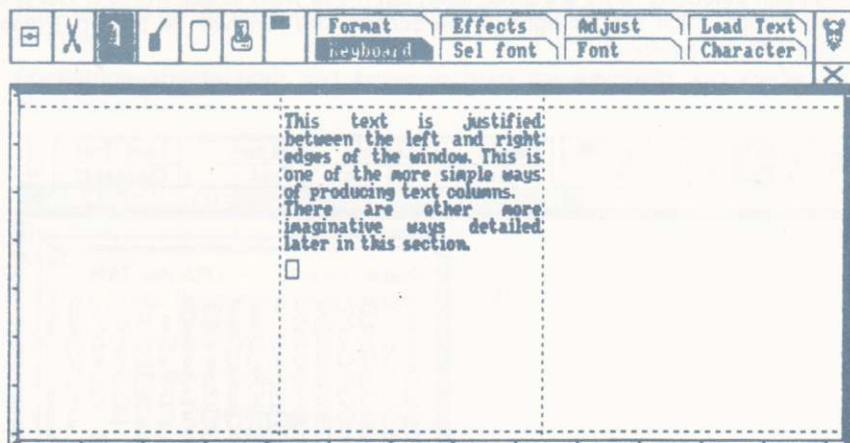 Format Effects Adjust Load Text
Keyboard Sel font Font Character
This text is justified
between the left and right
edges of the window. This is
one of the more simple ways
of producing text columns.
There are other more
imaginative ways detailed
later in this section.